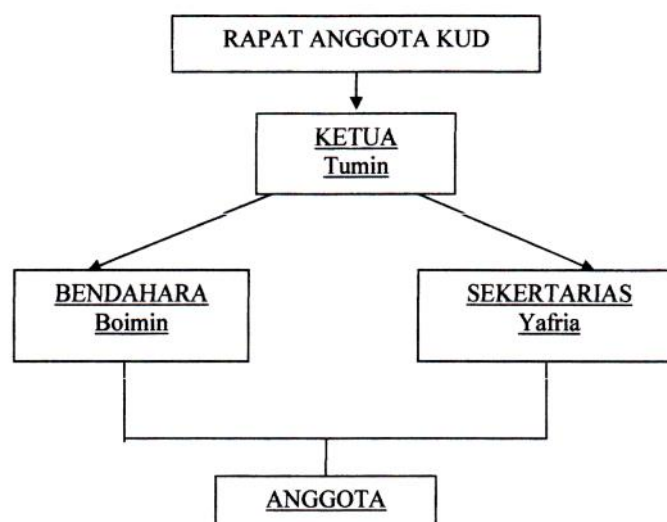 RAPAT ANGGOTA KUD
KETUA
Tumin
BENDAHARA
Boimin
SEKERTARIAS
Yafria
ANGGOTA